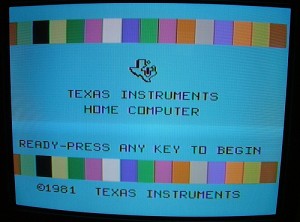 TEXAS INSTRUMENTS
HOME COMPUTER
READY-PRESS ANY KEY TO BEGIN
©1981 TEXAS INSTRUMENTS